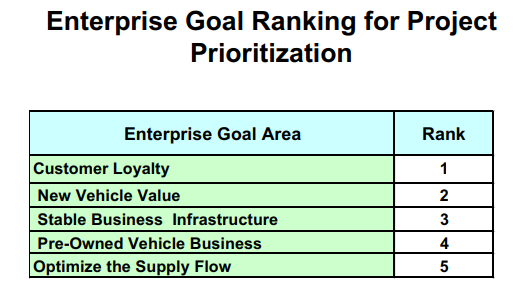 Enterprise Goal Ranking for Project
Prioritization
Enterprise Goal Area Rank
Customer Loyalty 1
New Vehicle Value 2
Stable Business Infrastructure 3
Pre-Owned Vehicle Business 4
Optimize the Supply Flow 5